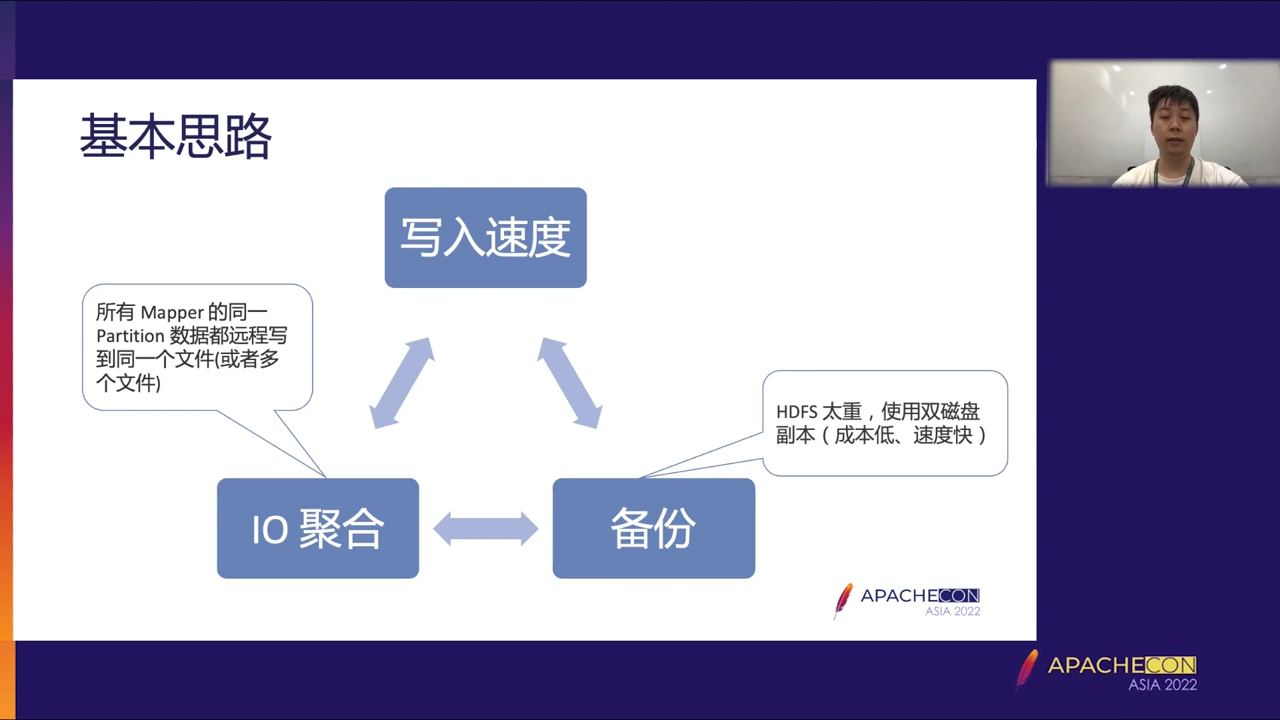 基本思路
写入速度
所有 Mapper 的同一
Partition 数据都远程写
到同一个文件(或者多
个文件)
HDFS 太重，使用双磁盘
副本（成本低、速度快）
IO 聚合
备份
APACHECON
ASIA 2022
APACHECON
ASIA 2022